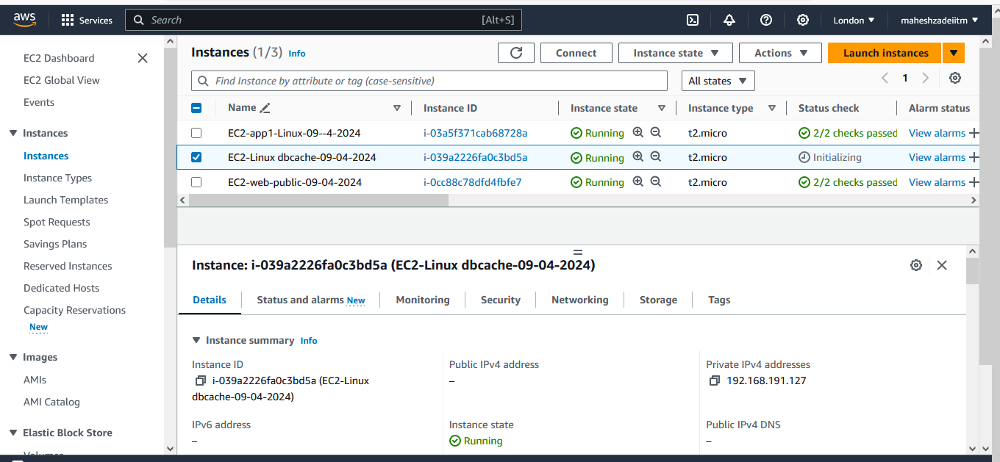 aws Services Search [Alt+S] London maheshzadeiitm
EC2 Dashboard
EC2 Global View
Events
Instances
Instances
Instance Types
Launch Templates
Spot Requests
Savings Plans
Reserved Instances
Dedicated Hosts
Capacity Reservations
New
Images
AMIs
AMI Catalog
Elastic Block Store
Volumes
Instances (1/3) Info Connect Instance state Actions Launch instances
Find Instance by attribute or tag (case-sensitive) All states 1
Name Instance ID Instance state Instance type Status check Alarm status
EC2-app1-Linux-09--4-2024 i-03a5f371cab68728a Running t2.micro 2/2 checks passed View alarms
EC2-Linux dbcache-09-04-2024 i-039a2226fa0c3bd5a Running t2.micro Initializing View alarms
EC2-web-public-09-04-2024 i-0cc88c78dfd4fbfe7 Running t2.micro 2/2 checks passed View alarms
Instance: i-039a2226fa0c3bd5a (EC2-Linux dbcache-09-04-2024)
Details Status and alarms New Monitoring Security Networking Storage Tags
Instance summary Info
Instance ID
i-039a2226fa0c3bd5a (EC2-Linux
dbcache-09-04-2024)
Public IPv4 address
–
Private IPv4 addresses
192.168.191.127
IPv6 address
–
Instance state
Running
Public IPv4 DNS
–